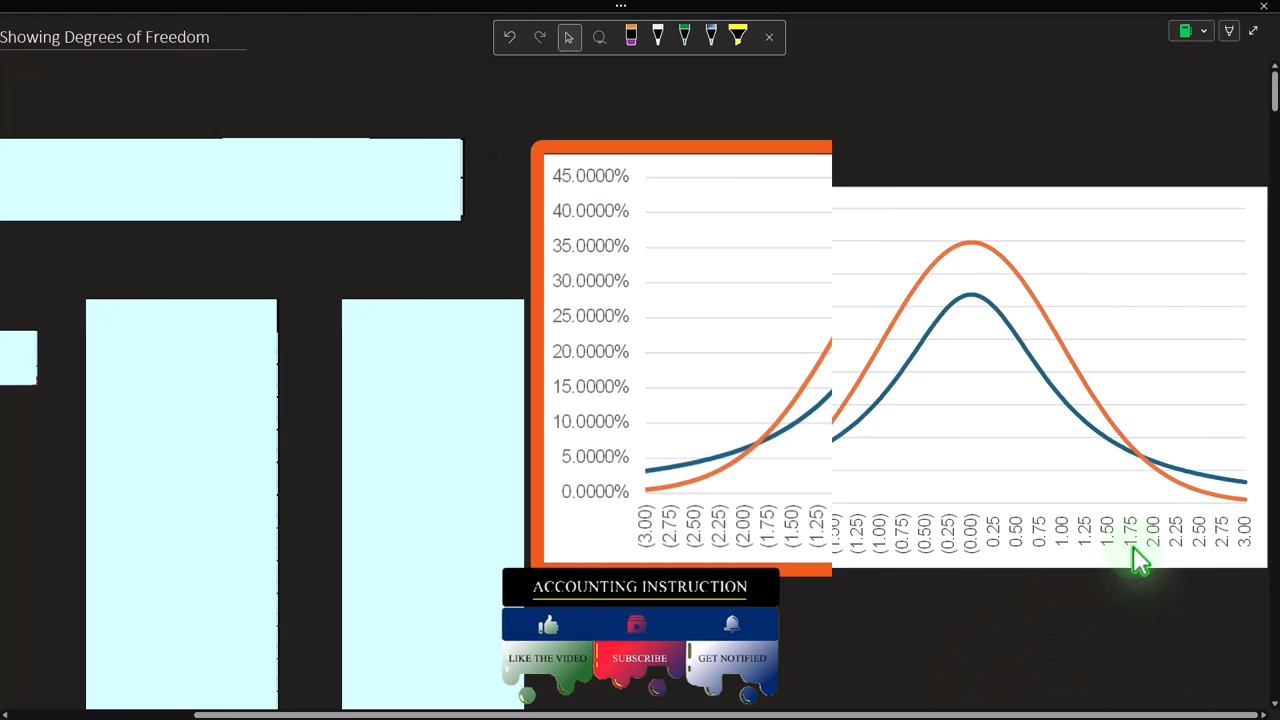 Showing Degrees of Freedom
45.0000%
40.0000%
35.0000%
30.0000%
25.0000%
20.0000%
15.0000%
10.0000%
5.0000%
0.0000%
(3.00) (2.75) (2.50) (2.25) (2.00) (1.75) (1.50) (1.25)
(1.25) (1.00) (0.75) (0.50) (0.25) (0.00) 0.25 0.50 0.75 1.00 1.25 1.50 1.75 2.00 2.25 2.50 2.75 3.00
ACCOUNTING INSTRUCTION
LIKE THE VIDEO SUBSCRIBE GET NOTIFIED